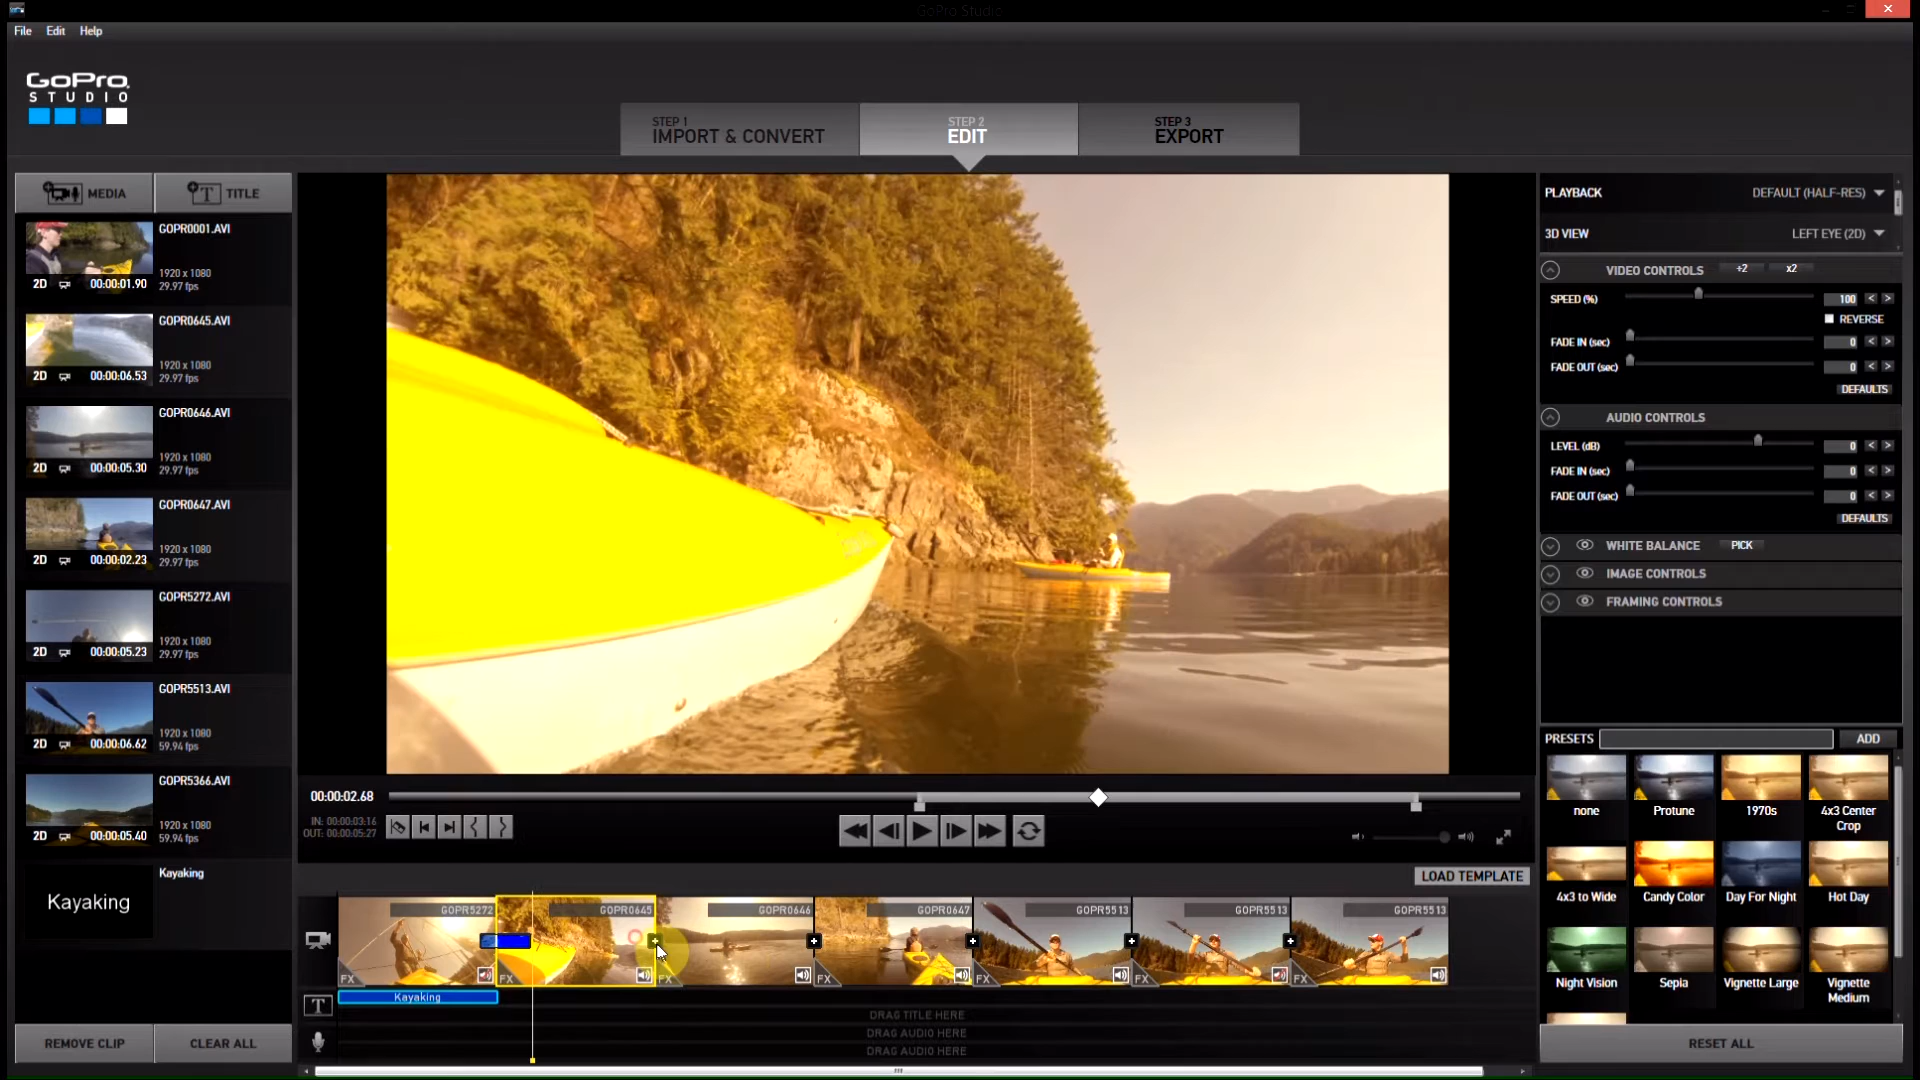 GoPro Studio
File Edit Help
GoPro
STUDIO
STEP 1
IMPORT & CONVERT
STEP 2
EDIT
STEP 3
EXPORT
MEDIA
TITLE
GOPR0001.AVI
1920 x 1080
29.97 fps
2D 00:00:01.90
GOPR0645.AVI
1920 x 1080
29.97 fps
2D 00:00:06.53
GOPR0646.AVI
1920 x 1080
29.97 fps
2D 00:00:05.30
GOPR0647.AVI
1920 x 1080
29.97 fps
2D 00:00:02.23
GOPR5272.AVI
1920 x 1080
29.97 fps
2D 00:00:05.23
GOPR5513.AVI
1920 x 1080
59.94 fps
2D 00:00:06.62
GOPR5366.AVI
1920 x 1080
59.94 fps
2D 00:00:05.40
Kayaking
Kayaking
REMOVE CLIP
CLEAR ALL
00:00:02.68
IN: 00:00:03:16
OUT: 00:00:05:27
LOAD TEMPLATE
GOPR5272
GOPR0645
GOPR0646
GOPR0647
GOPR5513
GOPR5513
GOPR5513
FX
FX
FX
FX
FX
FX
FX
T
Kayaking
DRAG TITLE HERE
DRAG AUDIO HERE
DRAG AUDIO HERE
PLAYBACK DEFAULT (HALF-RES)
3D VIEW LEFT EYE (2D)
VIDEO CONTROLS ÷2 x2
SPEED (%) 100 < >
REVERSE
FADE IN (sec) 0 < >
FADE OUT (sec) 0 < >
DEFAULTS
AUDIO CONTROLS
LEVEL (dB) 0 < >
FADE IN (sec) 0 < >
FADE OUT (sec) 0 < >
DEFAULTS
WHITE BALANCE PICK
IMAGE CONTROLS
FRAMING CONTROLS
PRESETS ADD
none
Protune
1970s
4x3 Center
Crop
4x3 to Wide
Candy Color
Day For Night
Hot Day
Night Vision
Sepia
Vignette Large
Vignette
Medium
RESET ALL